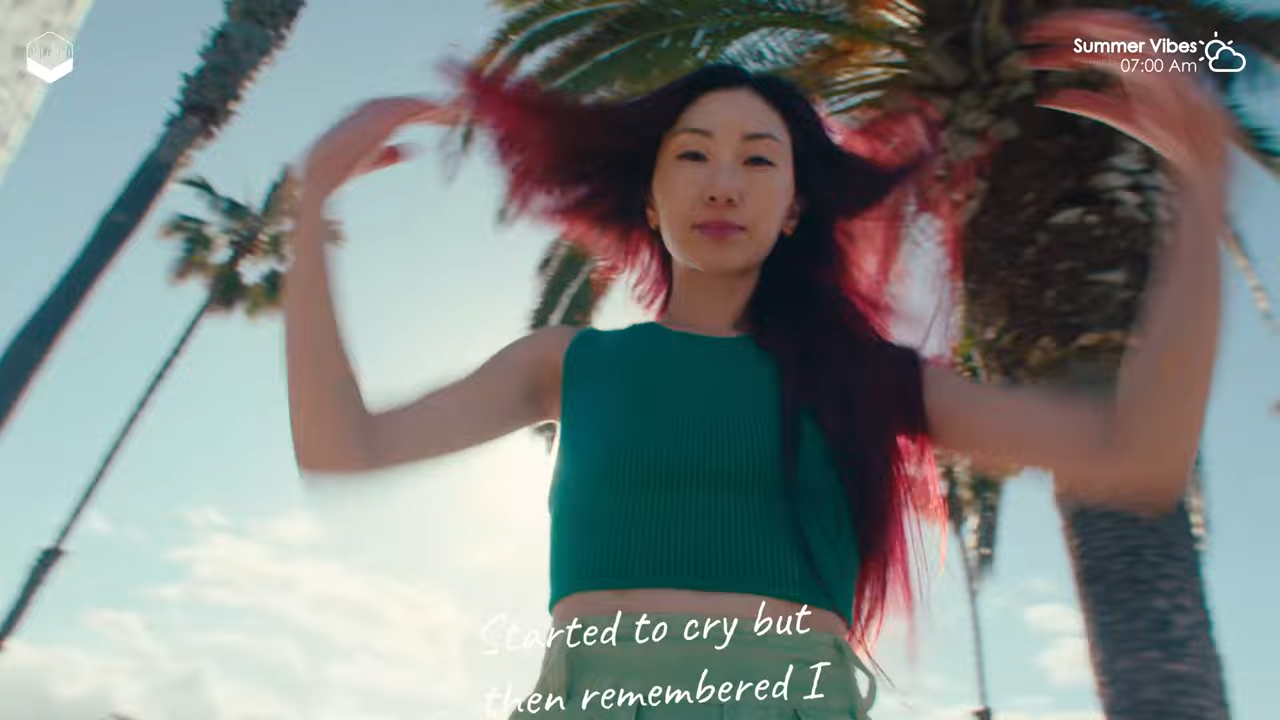 Summer Vibes
07:00 Am
Started to cry but
then remembered I